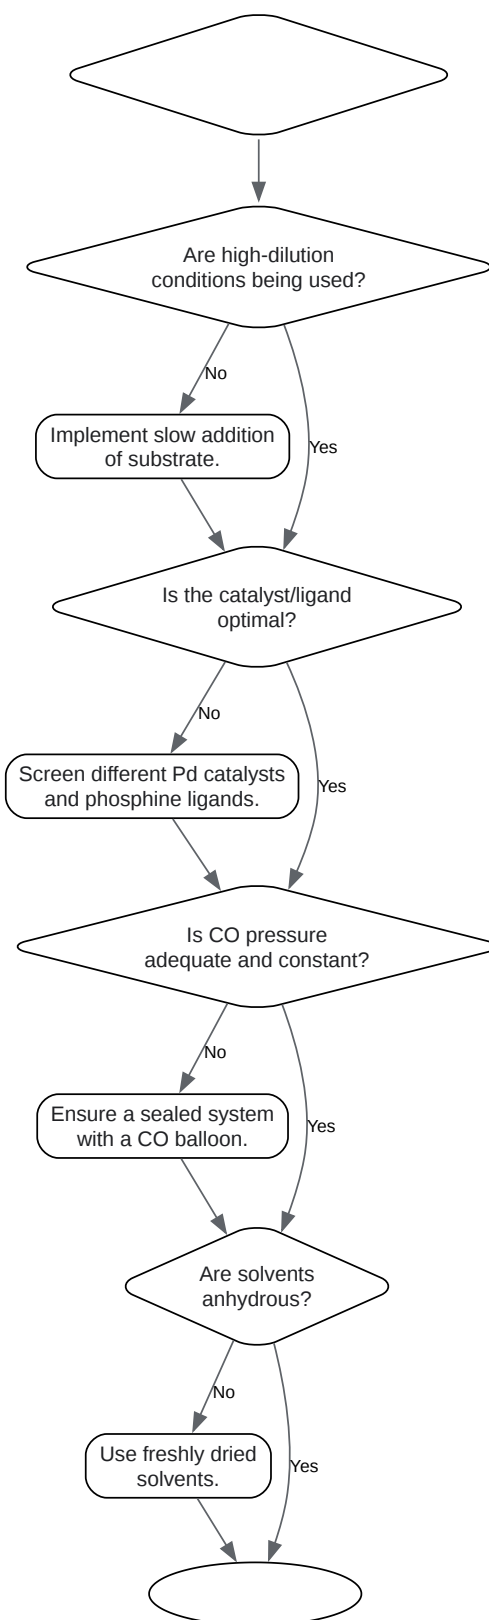 Are high-dilution
conditions being used?
No
Yes
Implement slow addition
of substrate.
Is the catalyst/ligand
optimal?
No
Yes
Screen different Pd catalysts
and phosphine ligands.
Is CO pressure
adequate and constant?
No
Yes
Ensure a sealed system
with a CO balloon.
Are solvents
anhydrous?
No
Yes
Use freshly dried
solvents.